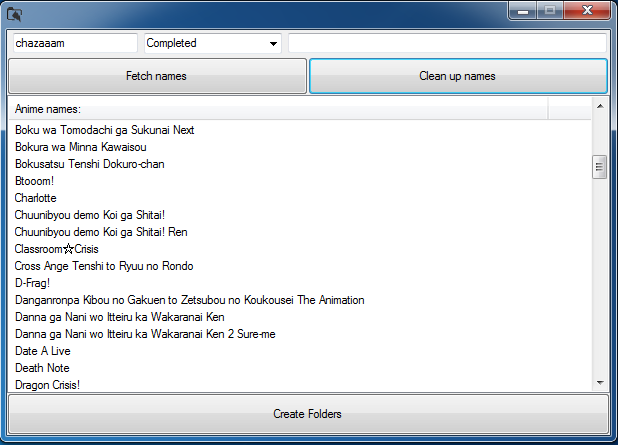 chazaaam Completed
Fetch names Clean up names
Anime names:
Boku wa Tomodachi ga Sukunai Next
Bokura wa Minna Kawaisou
Bokusatsu Tenshi Dokuro-chan
Btooom!
Charlotte
Chuunibyou demo Koi ga Shitai!
Chuunibyou demo Koi ga Shitai! Ren
Classroom☆Crisis
Cross Ange Tenshi to Ryuu no Rondo
D-Frag!
Danganronpa Kibou no Gakuen to Zetsubou no Koukousei The Animation
Danna ga Nani wo Itteiru ka Wakaranai Ken
Danna ga Nani wo Itteiru ka Wakaranai Ken 2 Sure-me
Date A Live
Death Note
Dragon Crisis!
Create Folders